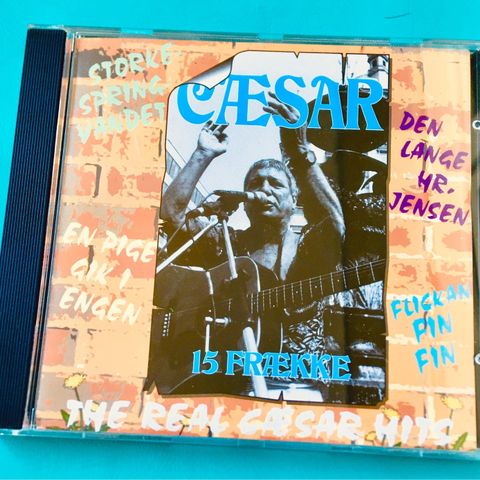 STORKE
SPRING
VANDET
CÆSAR
DEN
LANGE
HR.
JENSEN
EN PIGE
GIK I
ENGEN
FLICKAN
FIN
FIN
15 FRÆKKE
THE REAL CÆSAR HITS